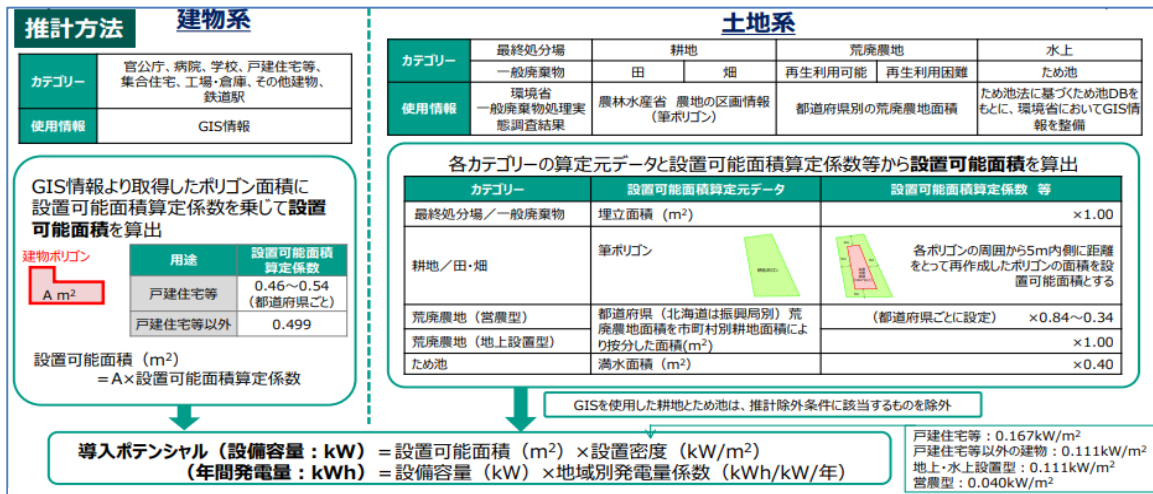 推計方法
建物系
カテゴリー
官公庁、病院、学校、戸建住宅等、
集合住宅、工場・倉庫、その他建物、
鉄道駅
使用情報
GIS情報
GIS情報より取得したポリゴン面積に
設置可能面積算定係数を乗じて設置
可能面積を算出
建物ポリゴン
A m²
用途
設置可能面積
算定係数
戸建住宅等
0.46～0.54
(都道府県ごと)
戸建住宅等以外
0.499
設置可能面積（m²）
＝A×設置可能面積算定係数
土地系
カテゴリー
最終処分場
耕地
荒廃農地
水上
一般廃棄物
田
畑
再生利用可能
再生利用困難
ため池
使用情報
環境省
一般廃棄物処理実
態調査結果
農林水産省 農地の区画情報
（筆ポリゴン）
都道府県別の荒廃農地面積
ため池法に基づくため池DBを
もとに、環境省においてGIS情
報を整備
各カテゴリーの算定元データと設置可能面積算定係数等から設置可能面積を算出
カテゴリー
設置可能面積算定元データ
設置可能面積算定係数 等
最終処分場／一般廃棄物
埋立面積（m²）
×1.00
耕地／田・畑
筆ポリゴン
各ポリゴンの周囲から5m内側に距離
をとって再作成したポリゴンの面積を設
置可能面積とする
荒廃農地（営農型）
都道府県（北海道は振興局別）荒
廃農地面積を市町村別耕地面積によ
り按分した面積(m²)
（都道府県ごとに設定） ×0.84～0.34
荒廃農地（地上設置型）
×1.00
ため池
満水面積（m²）
×0.40
GISを使用した耕地とため池は、推計除外条件に該当するものを除外
導入ポテンシャル（設備容量：kW）＝設置可能面積（m²）×設置密度（kW/m²）
（年間発電量：kWh）＝設備容量（kW）×地域別発電量係数（kWh/kW/年）
戸建住宅等：0.167kW/m²
戸建住宅等以外の建物：0.111kW/m²
地上・水上設置型：0.111kW/m²
営農型：0.040kW/m²